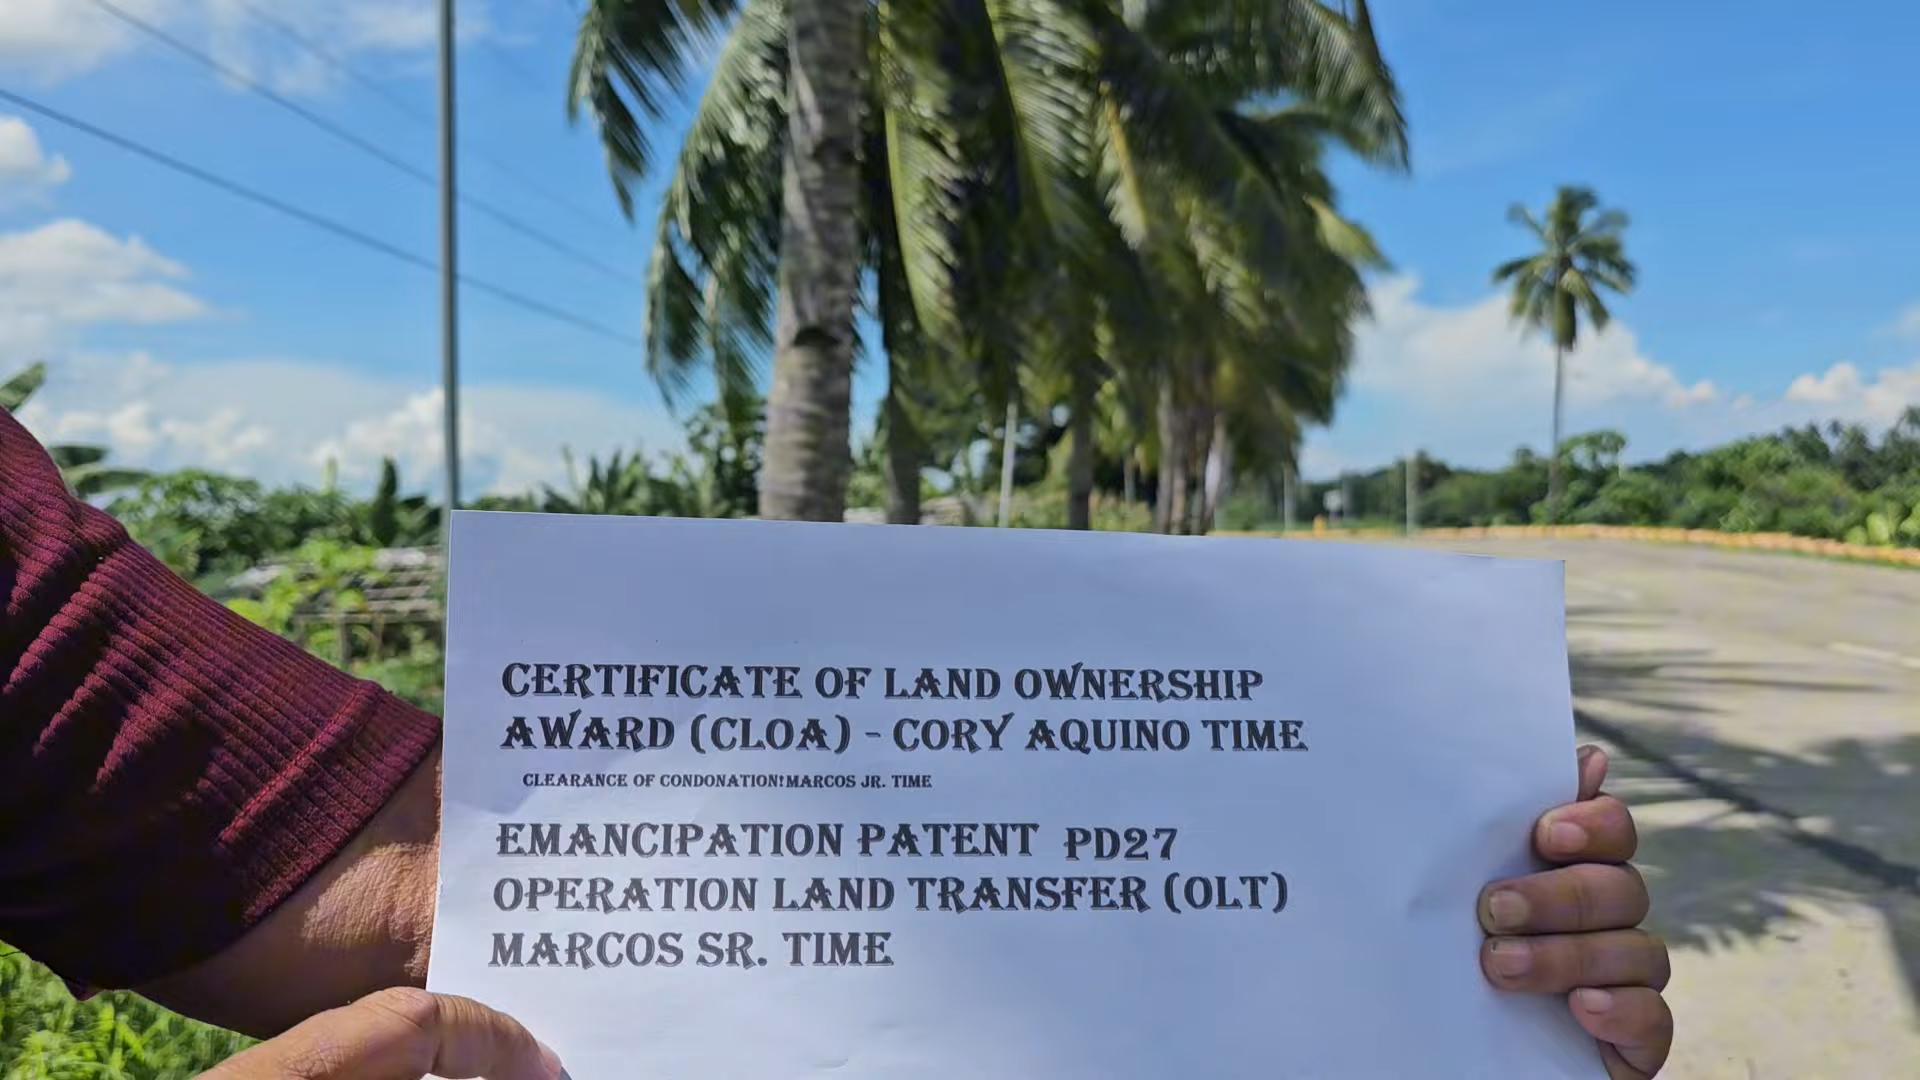 CERTIFICATE OF LAND OWNERSHIP
AWARD (CLOA) - CORY AQUINO TIME
CLEARANCE OF CONDONATION!MARCOS JR. TIME
EMANCIPATION PATENT PD27
OPERATION LAND TRANSFER (OLT)
MARCOS SR. TIME